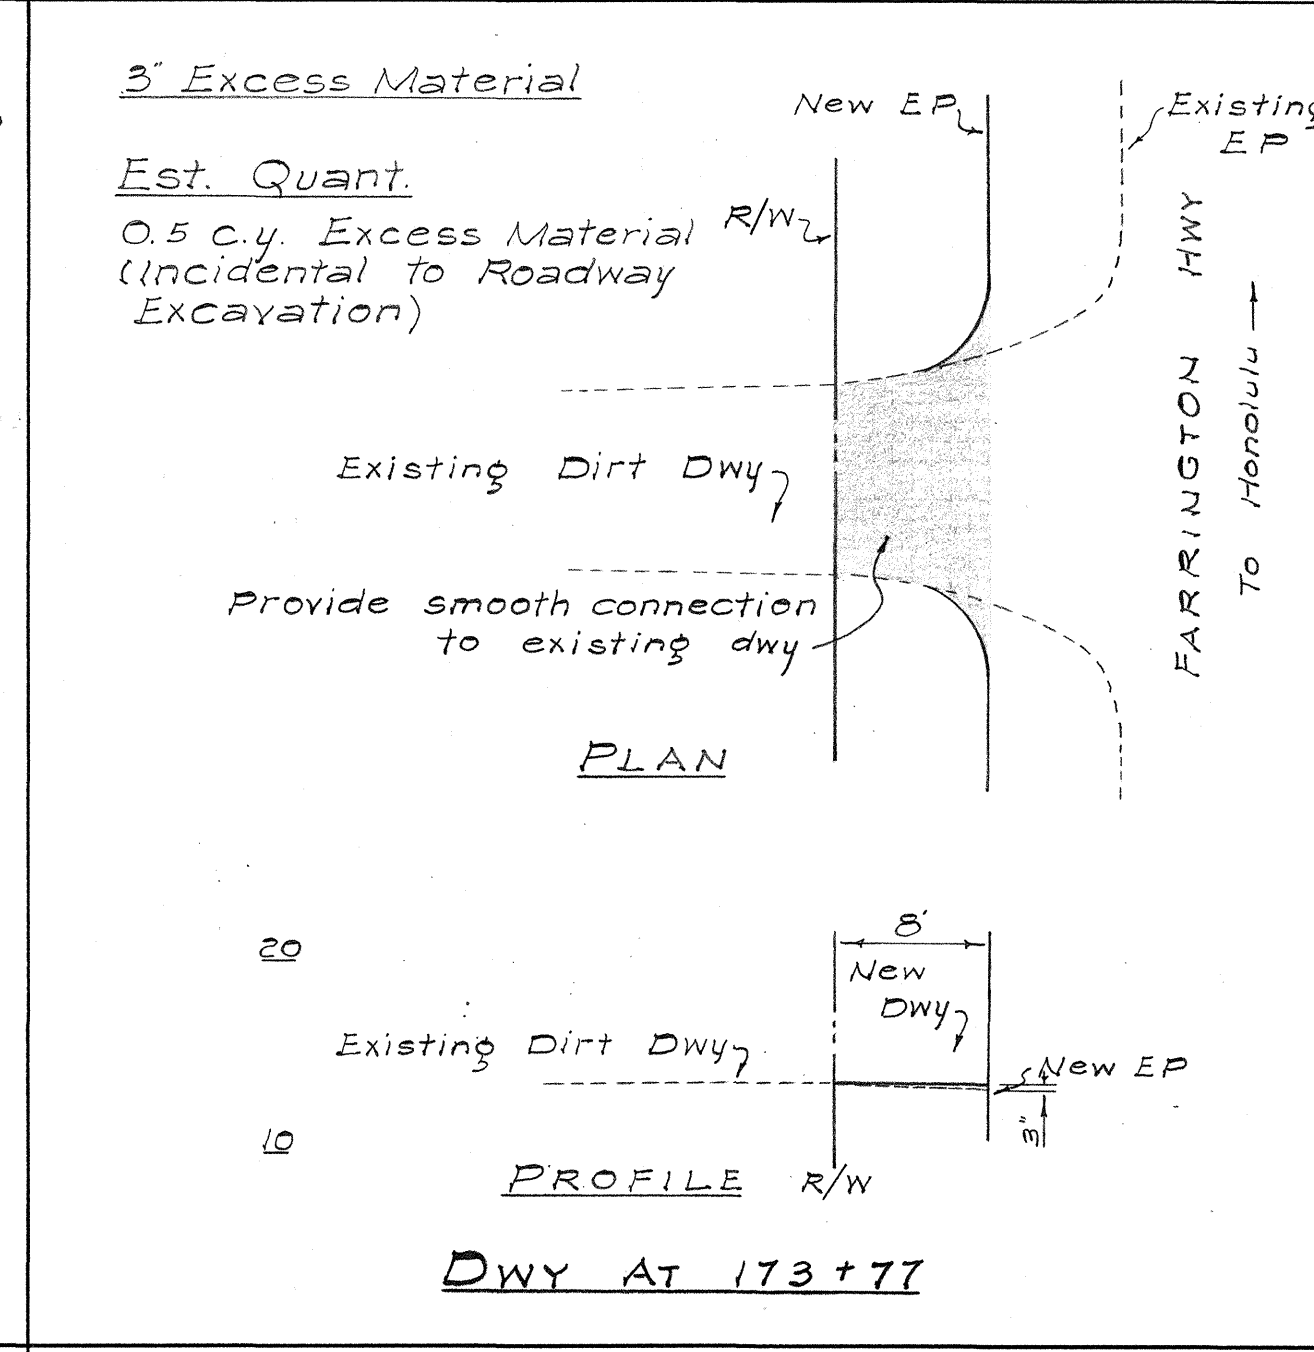 3" Excess Material
Est. Quant.
0.5 c.y. Excess Material
(Incidental to Roadway
Excavation)
New EP
R/W
Existing
EP
FARRINGTON HWY
To Honolulu
Existing Dirt Dwy
Provide smooth connection
to existing dwy
PLAN
20
8'
New
Dwy
Existing Dirt Dwy
New EP
3"
10
PROFILE
R/W
DWY AT 173+77